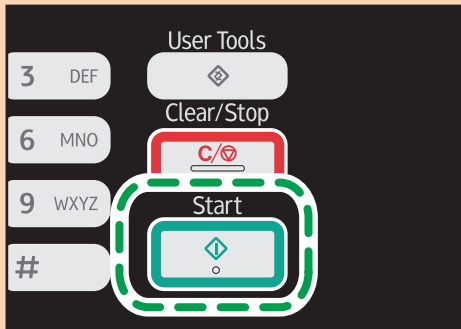 User Tools
3 DEF
Clear/Stop
6 MNO
C/
9 WXYZ
Start
#